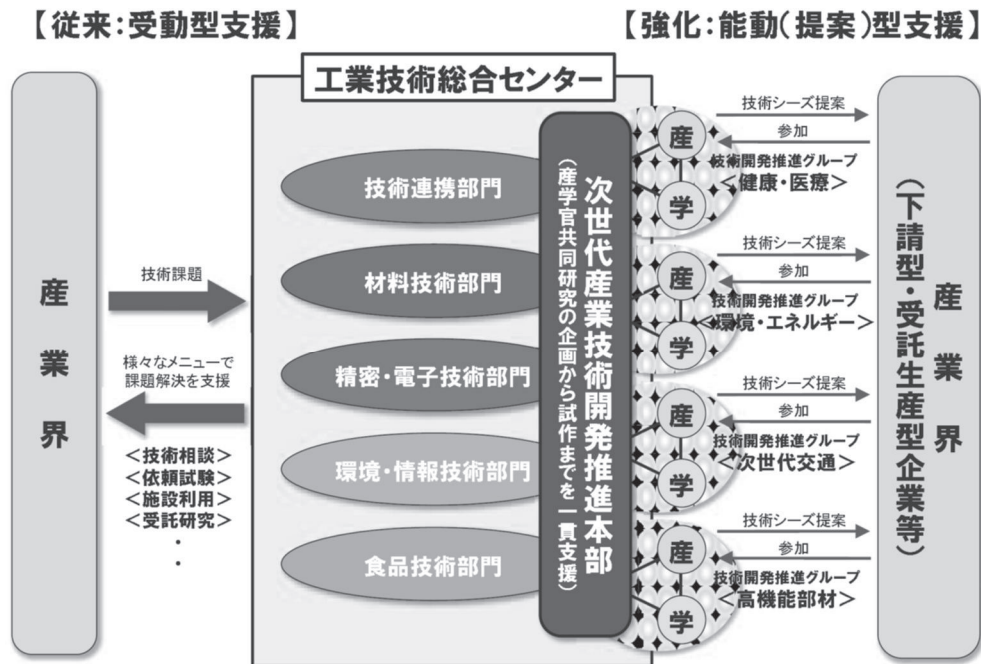 【従来:受動型支援】
【強化:能動(提案)型支援】
工業技術総合センター
産業界
技術課題
様々なメニューで
課題解決を支援
<技術相談>
<依頼試験>
<施設利用>
<受託研究>
・
・
技術連携部門
材料技術部門
精密・電子技術部門
環境・情報技術部門
食品技術部門
次世代産業技術開発推進本部
(産学官共同研究の企画から試作までを一貫支援)
産
学
技術シーズ提案
参加
技術開発推進グループ
<健康・医療>
産
学
技術シーズ提案
参加
技術開発推進グループ
<環境・エネルギー>
産
学
技術シーズ提案
参加
技術開発推進グループ
<次世代交通>
産
学
技術シーズ提案
参加
技術開発推進グループ
<高機能部材>
産業界
(下請型・受託生産型企業等)